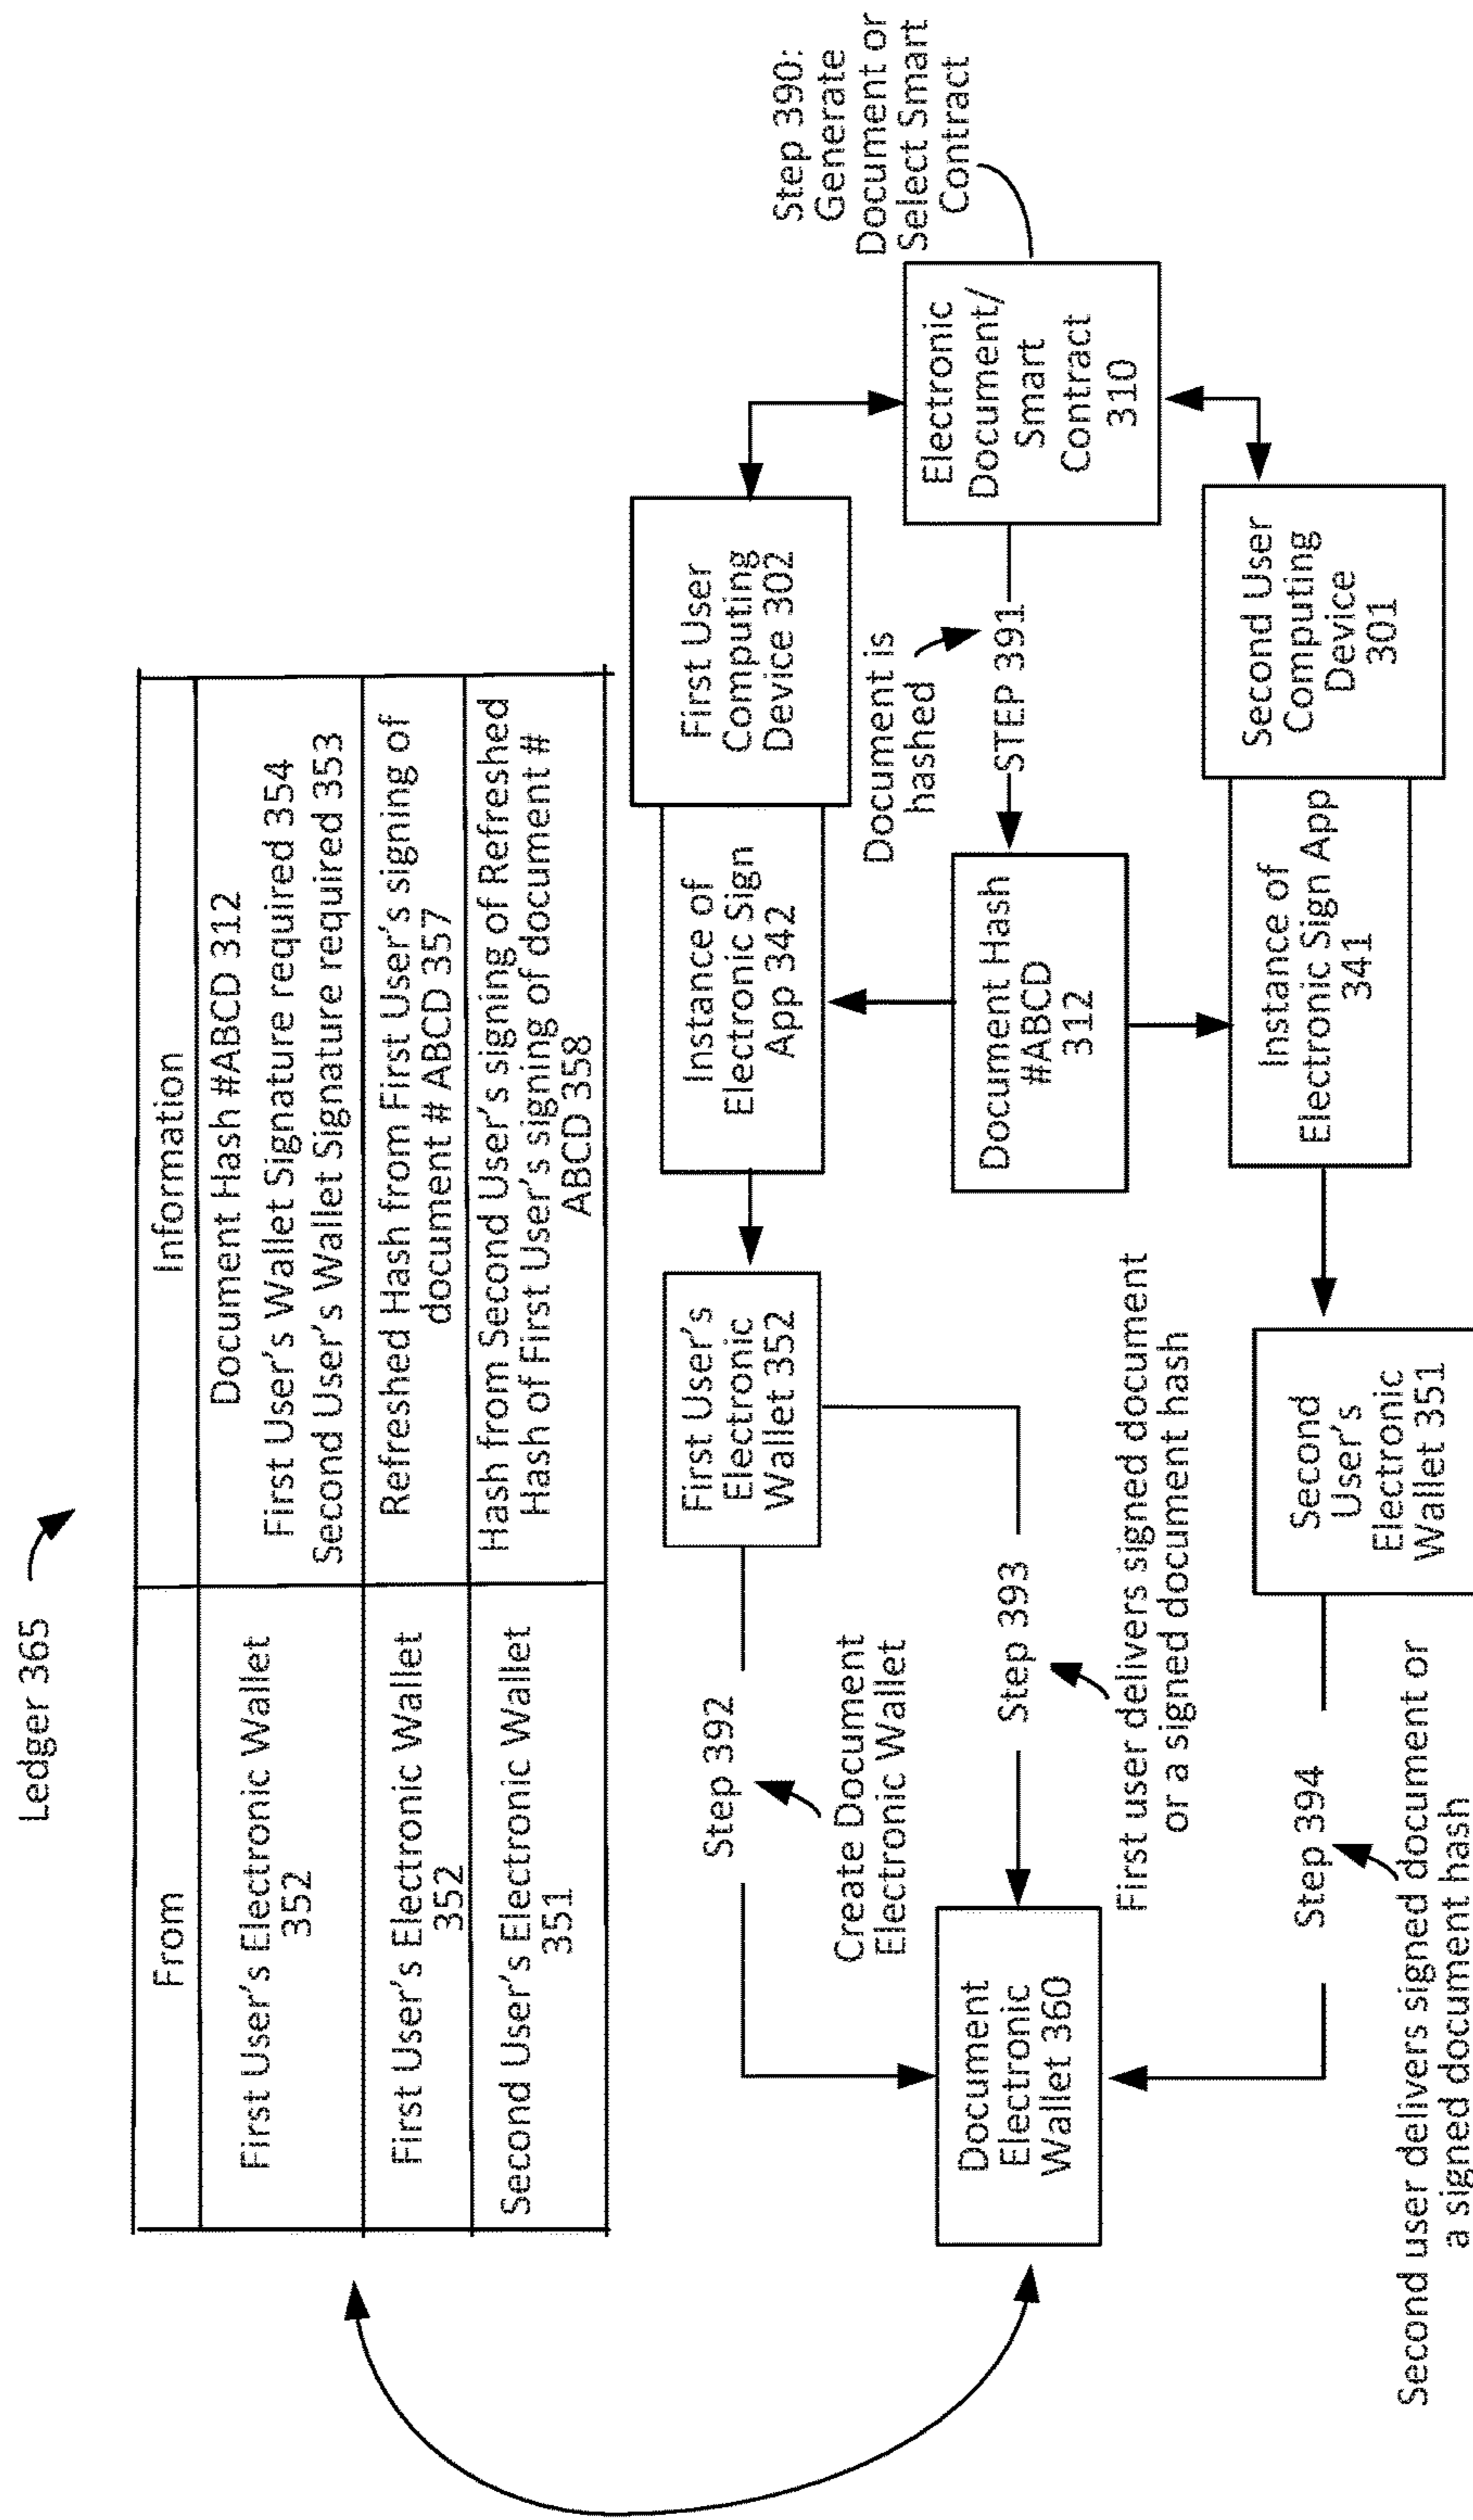 Ledger 365
From
Information
First User's Electronic Wallet
352
Document Hash #ABCD 312
First User's Wallet Signature required 354
Second User's Wallet Signature required 353
First User's Electronic Wallet
352
Refreshed Hash from First User's signing of
document # ABCD 357
Second User's Electronic Wallet
351
Hash from Second User's signing of Refreshed
Hash of First User's signing of document #
ABCD 358
Step 392
Create Document
Electronic Wallet
First User's
Electronic
Wallet 352
Instance of
Electronic Sign
App 342
First User
Computing
Device 302
Step 390:
Generate
Document or
Select Smart
Contract
Document
Electronic
Wallet 360
Step 393
First user delivers signed document
or a signed document hash
Document Hash
#ABCD
312
Document is
hashed
STEP 391
Electronic
Document/
Smart
Contract
310
Step 394
Second user delivers signed document or
a signed document hash
Second
User's
Electronic
Wallet 351
Instance of
Electronic Sign App
341
Second User
Computing
Device
301